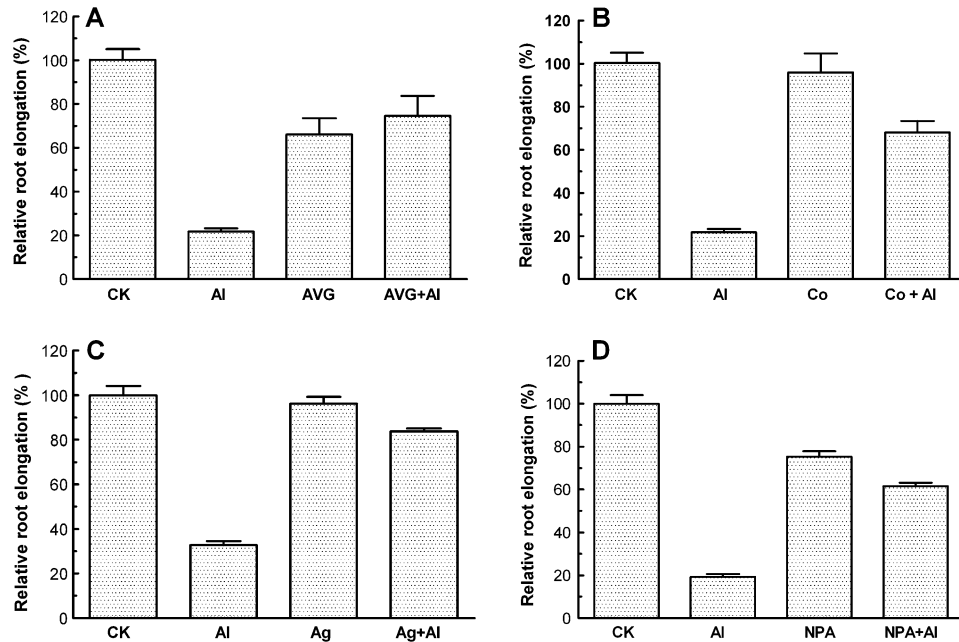 A
Relative root elongation (%)
120
100
80
60
40
20
0
CK Al AVG AVG+Al
B
Relative root elongation (%)
120
100
80
60
40
20
0
CK Al Co Co + Al
C
Relative root elongation (% )
120
100
80
60
40
20
0
CK Al Ag Ag+Al
D
Relative root elongation (%)
120
100
80
60
40
20
0
CK Al NPA NPA+Al